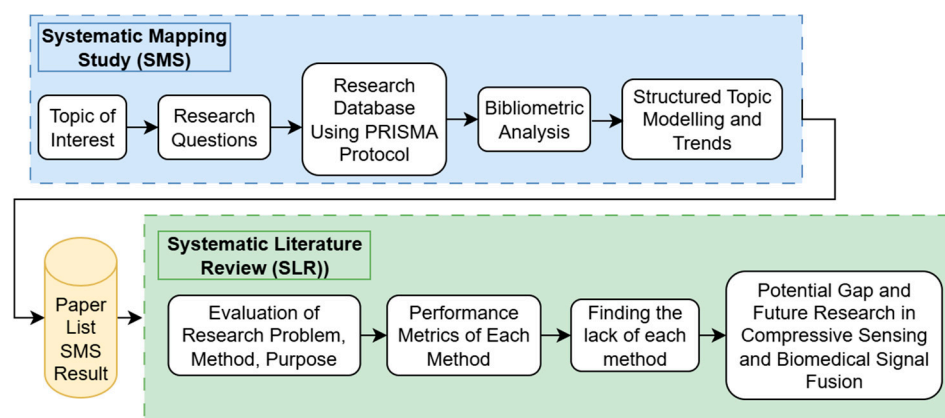 Systematic Mapping
Study (SMS)
Topic of
Interest
Research
Questions
Research
Database
Using PRISMA
Protocol
Bibliometric
Analysis
Structured Topic
Modelling and
Trends
Paper
List
SMS
Result
Systematic Literature
Review (SLR))
Evaluation of
Research Problem,
Method, Purpose
Performance
Metrics of Each
Method
Finding the
lack of each
method
Potential Gap and
Future Research in
Compressive Sensing
and Biomedical Signal
Fusion